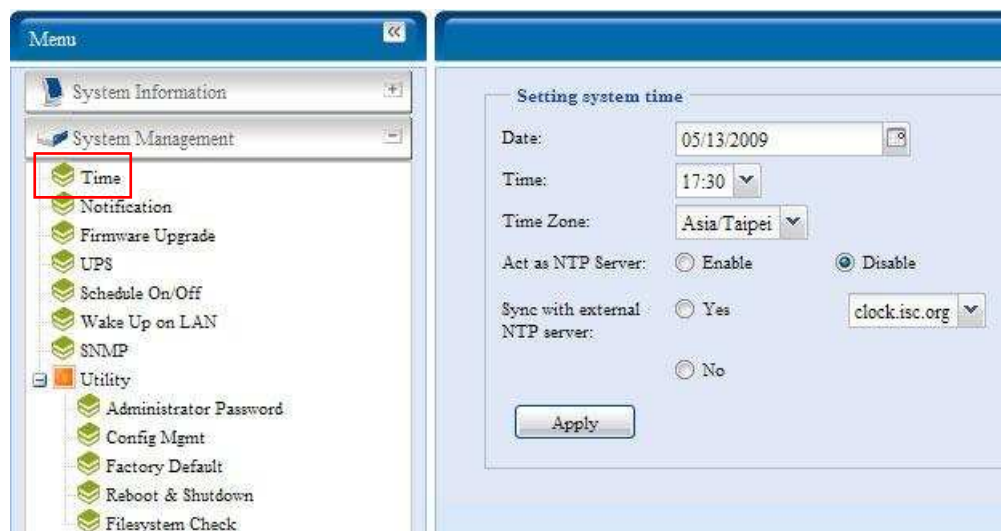 Menu
System Information
System Management
Time
Notification
Firmware Upgrade
UPS
Schedule On/Off
Wake Up on LAN
SNMP
Utility
Administrator Password
Config Mgmt
Factory Default
Reboot & Shutdown
Filesystem Check
Setting system time
Date: 05/13/2009
Time: 17:30
Time Zone: Asia/Taipei
Act as NTP Server: Enable Disable
Sync with external Yes clock.isc.org
NTP server:
No
Apply